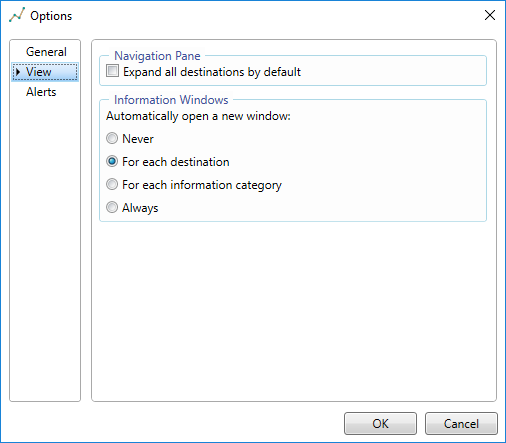 Options
General
View
Alerts
Navigation Pane
Expand all destinations by default
Information Windows
Automatically open a new window:
Never
For each destination
For each information category
Always
OK
Cancel